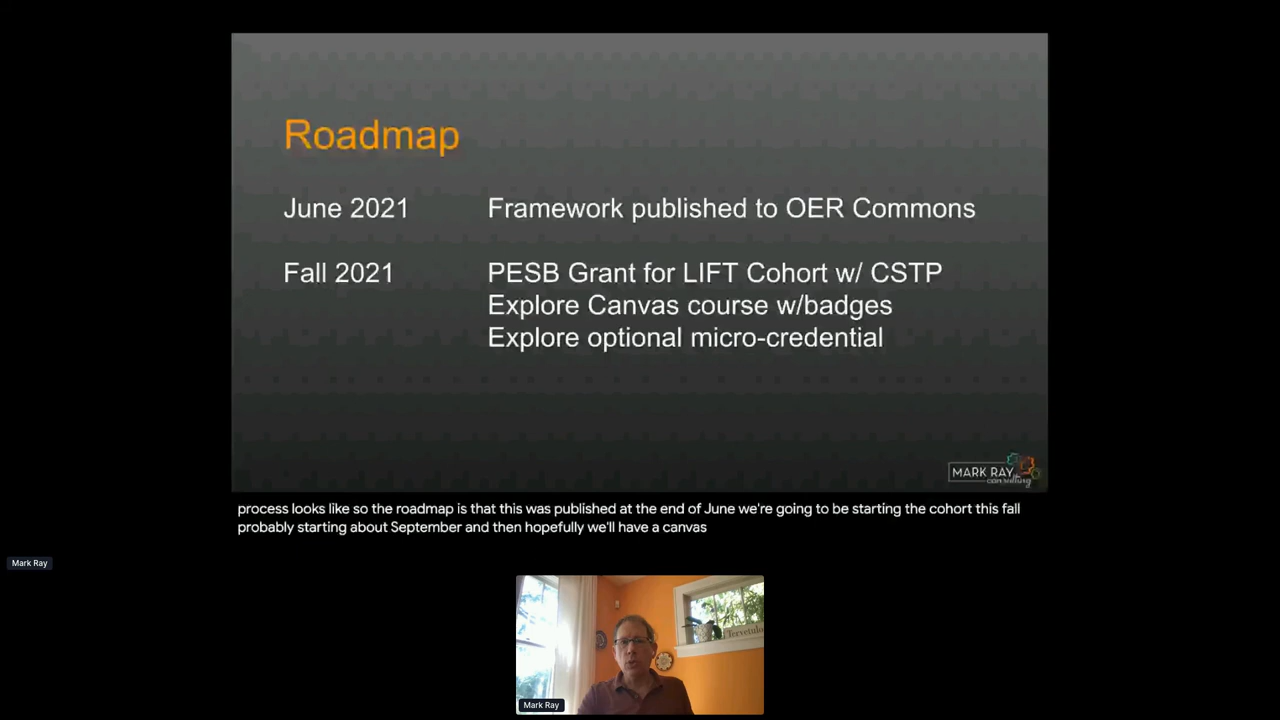 Roadmap
June 2021 Framework published to OER Commons
Fall 2021 PESB Grant for LIFT Cohort w/ CSTP
Explore Canvas course w/badges
Explore optional micro-credential
MARK RAY
consulting
process looks like so the roadmap is that this was published at the end of June we're going to be starting the cohort this fall
probably starting about September and then hopefully we'll have a canvas
Mark Ray
Tervetulo
Mark Ray